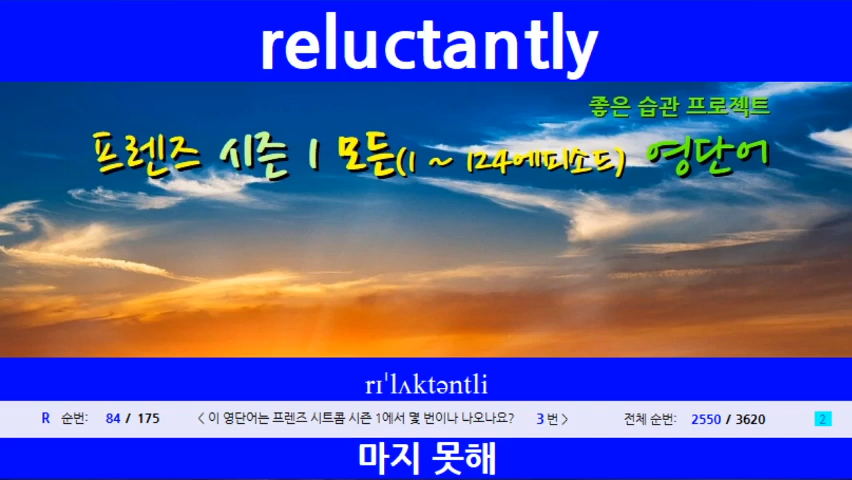 reluctantly
좋은 습관 프로젝트
프렌즈 시즌 1 모든(1 ~ 124에피소드) 영단어
rɪˈlʌktəntli
R 순번: 84 / 175 < 이 영단어는 프렌즈 시트콤 시즌 1에서 몇 번이나 나오나요? 3 번 > 전체 순번: 2550 / 3620 2
마지 못해